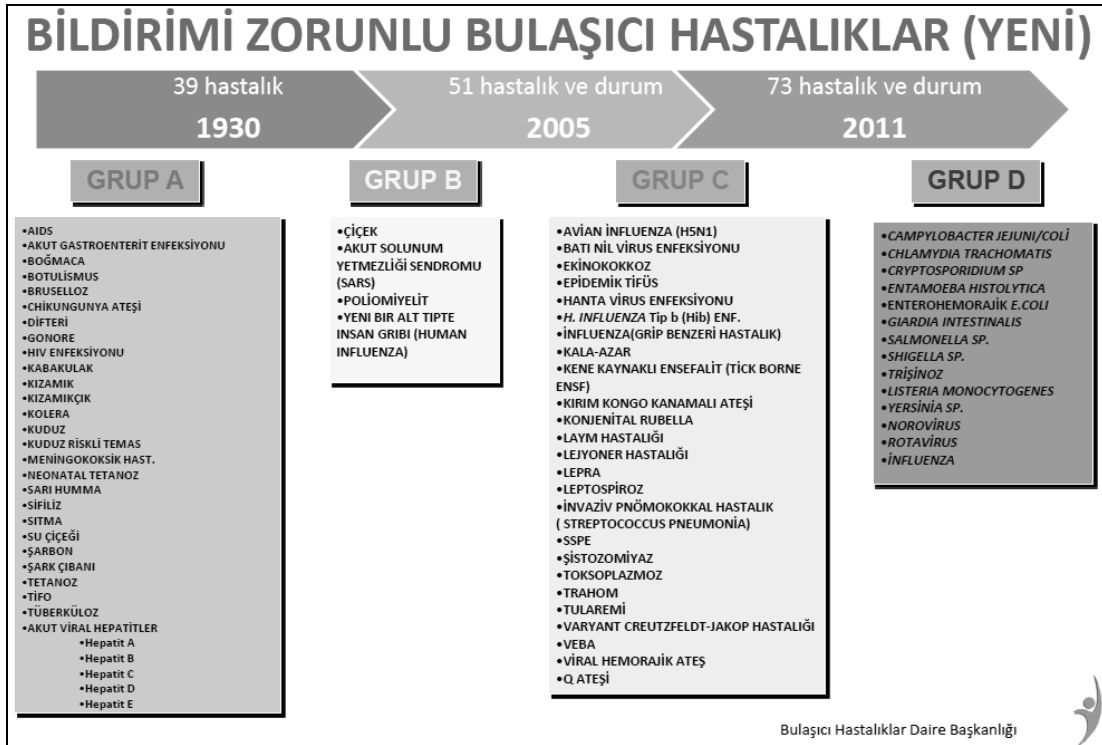 BİLDİRİMİ ZORUNLU BULAŞICI HASTALIKLAR (YENİ)
39 hastalık
1930
51 hastalık ve durum
2005
73 hastalık ve durum
2011
GRUP A
•AIDS
•AKUT GASTROENTERİT ENFEKSİYONU
•BOĞMACA
•BOTULİSMUS
•BRUSELLOZ
•CHİKUNGUNYA ATEŞİ
•DİFTERİ
•GONORE
•HIV ENFEKSİYONU
•KABAKULAK
•KIZAMIK
•KIZAMIKÇIK
•KOLERA
•KUDUZ
•KUDUZ RİSKLİ TEMAS
•MENİNGOKOKSİK HAST.
•NEONATAL TETANOZ
•SARI HUMMA
•SİFİLİZ
•SITMA
•SU ÇİÇEĞİ
•ŞARBON
•ŞARK ÇIBANI
•TETANOZ
•TİFO
•TÜBERKÜLOZ
•AKUT VİRAL HEPATİTLER
•Hepatit A
•Hepatit B
•Hepatit C
•Hepatit D
•Hepatit E
GRUP B
•ÇİÇEK
•AKUT SOLUNUM
YETMEZLİĞİ SENDROMU
(SARS)
•POLİOMİYELİT
•YENI BIR ALT TIPTE
INSAN GRIBI (HUMAN
INFLUENZA)
GRUP C
•AVİAN İNFLUENZA (H5N1)
•BATI NİL VİRUS ENFEKSİYONU
•EKİNOKOKKOZ
•EPİDEMİK TİFÜS
•HANTA VİRUS ENFEKSİYONU
•H. INFLUENZA Tip b (Hib) ENF.
•İNFLUENZA(GRİP BENZERİ HASTALIK)
•KALA-AZAR
•KENE KAYNAKLI ENSEFALİT (TİCK BORNE
ENSF)
•KIRIM KONGO KANAMALI ATEŞİ
•KONJENİTAL RUBELLA
•LAYM HASTALIĞI
•LEJYONER HASTALIĞI
•LEPRA
•LEPTOSPİROZ
•İNVAZİV PNÖMOKOKKAL HASTALIK
( STREPTOCOCCUS PNEUMONİA)
•SSPE
•ŞİSTOZOMİYAZ
•TOKSOPLAZMOZ
•TRAHOM
•TULAREMİ
•VARYANT CREUTZFELDT-JAKOP HASTALIĞI
•VEBA
•VİRAL HEMORAJİK ATEŞ
•Q ATEŞİ
GRUP D
•CAMPYLOBACTER JEJUNI/COLİ
•CHLAMYDIA TRACHOMATIS
•CRYPTOSPORIDIUM SP
•ENTAMOEBA HISTOLYTICA
•ENTEROHEMORAJİK E.COLI
•GIARDIA INTESTINALIS
•SALMONELLA SP.
•SHIGELLA SP.
•TRİŞİNOZ
•LISTERIA MONOCYTOGENES
•YERSİNIA SP.
•NOROVİRUS
•ROTAVİRUS
•İNFLUENZA
Bulaşıcı Hastalıklar Daire Başkanlığı